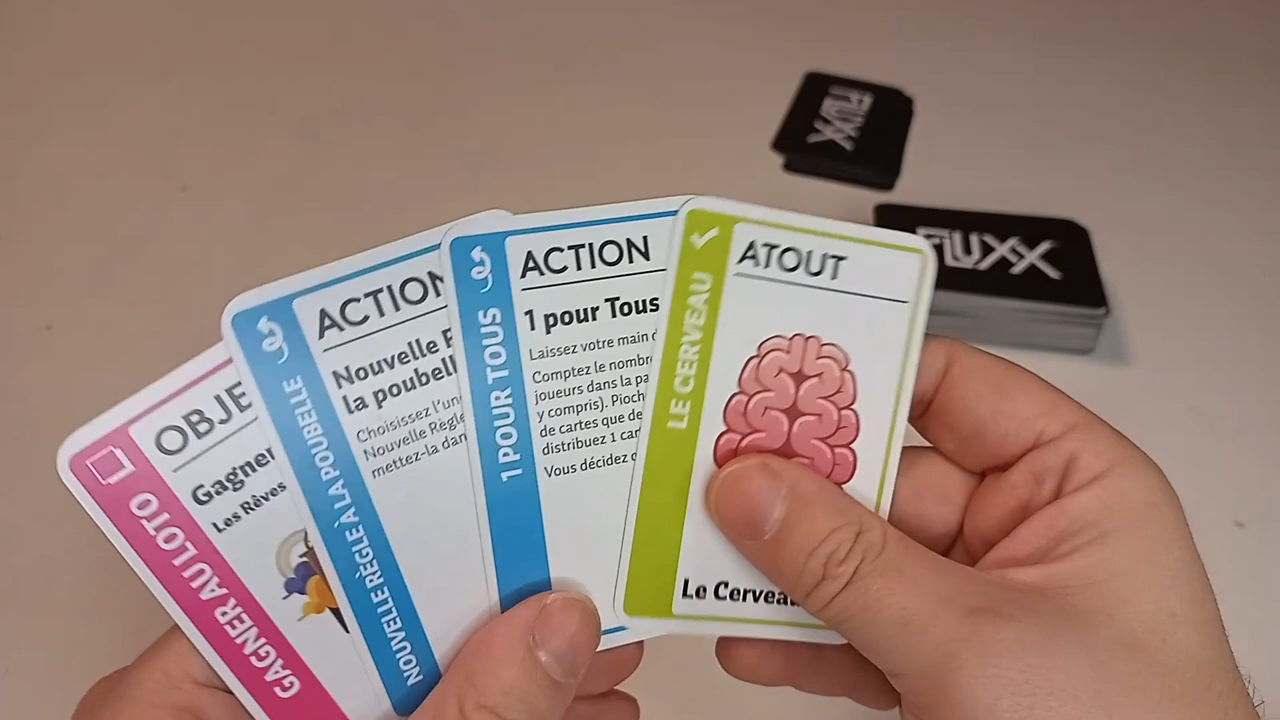 FLUXX
FLUXX
GAGNER AU LOTO
OBJE
Gagner
Les Rêves
NOUVELLE RÈGLE À LA POUBELLE
ACTION
Nouvelle
la poubell
Choisissez l'un
Nouvelle Règl
mettez-la dan
1 POUR TOUS
ACTION
1 pour Tous
Laissez votre main d
Comptez le nombr
joueurs dans la pa
y compris). Pioch
de cartes que de
distribuez 1 car
Vous décidez
LE CERVEAU
ATOUT
Le Cerveau